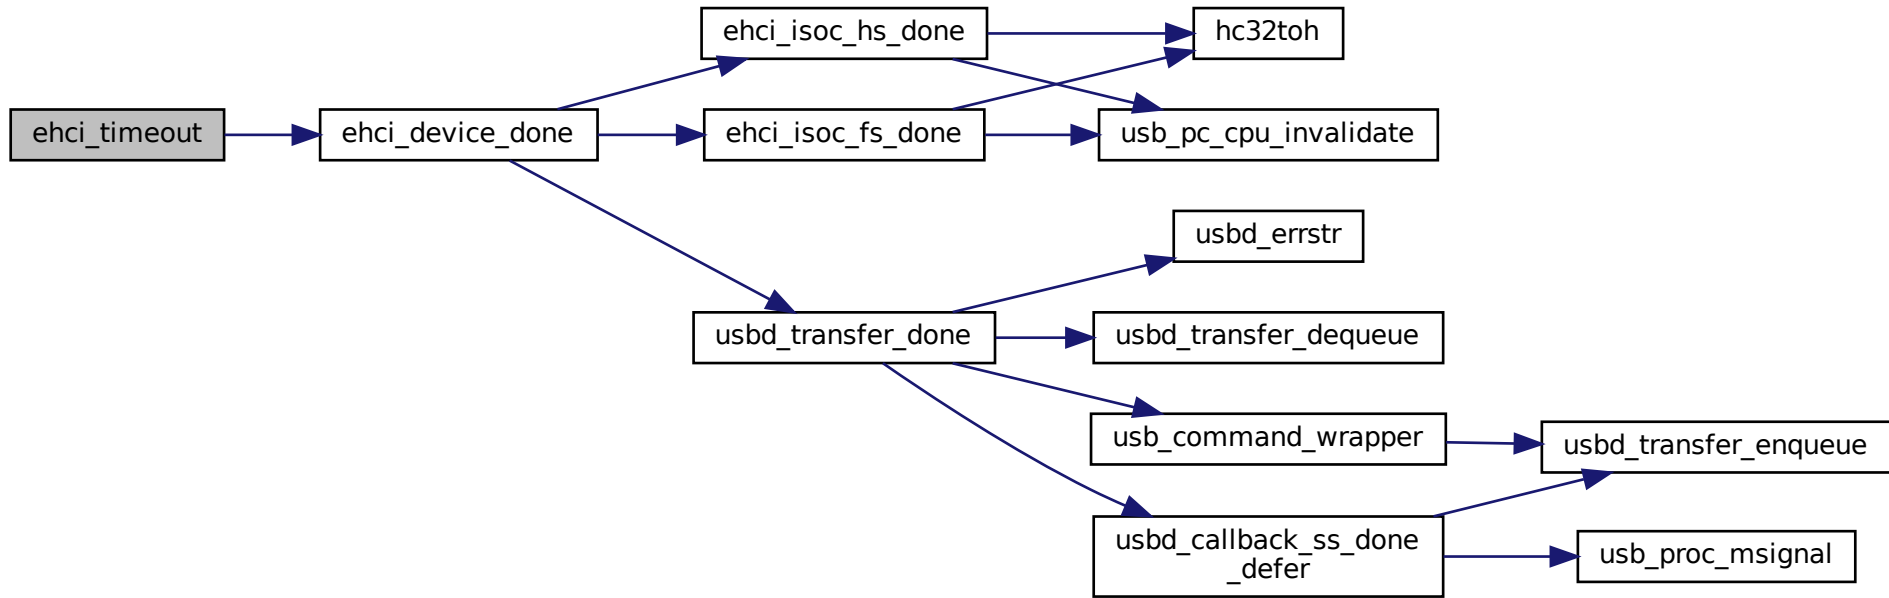 ehci_timeout
ehci_device_done
ehci_isoc_hs_done
ehci_isoc_fs_done
hc32toh
usb_pc_cpu_invalidate
usbd_transfer_done
usbd_errstr
usbd_transfer_dequeue
usb_command_wrapper
usbd_callback_ss_done
_defer
usbd_transfer_enqueue
usb_proc_msignal